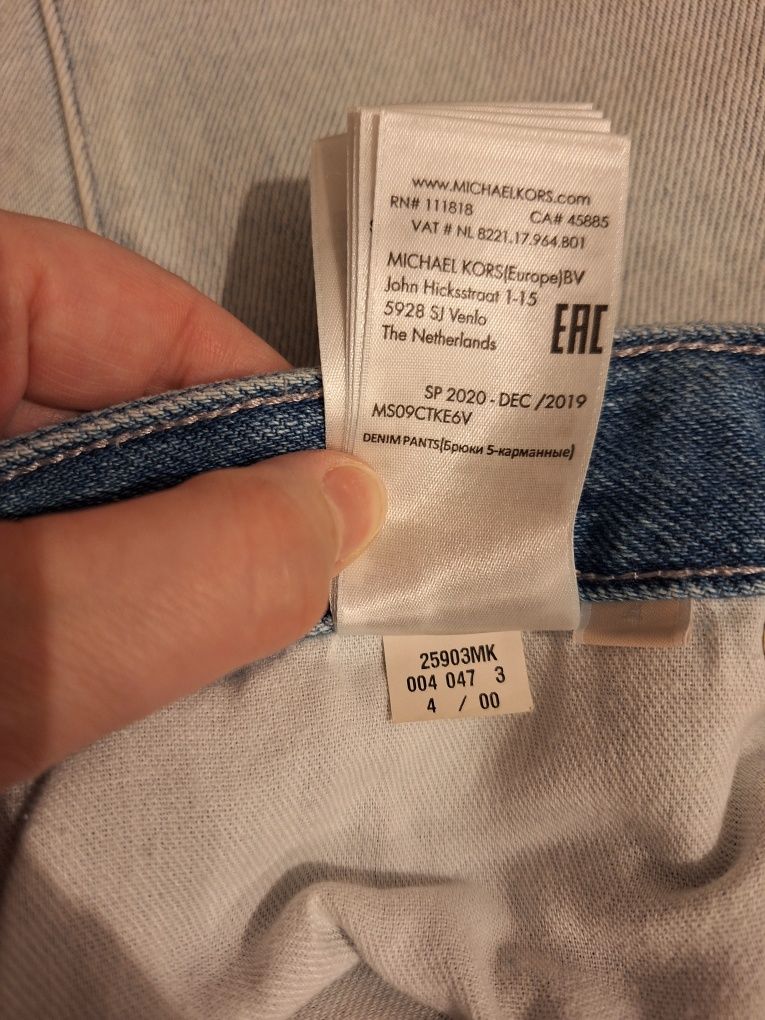 www.MICHAELKORS.com
RN# 111818 CA# 45885
VAT # NL 8221.17.964.B01
MICHAEL KORS(Europe)BV
John Hicksstraat 1-15
5928 SJ Venlo
The Netherlands
EAC
SP 2020 - DEC /2019
MS09CTKE6V
DENIM PANTS(Брюки 5-карманные)
25903MK
004 047 3
4 / 00